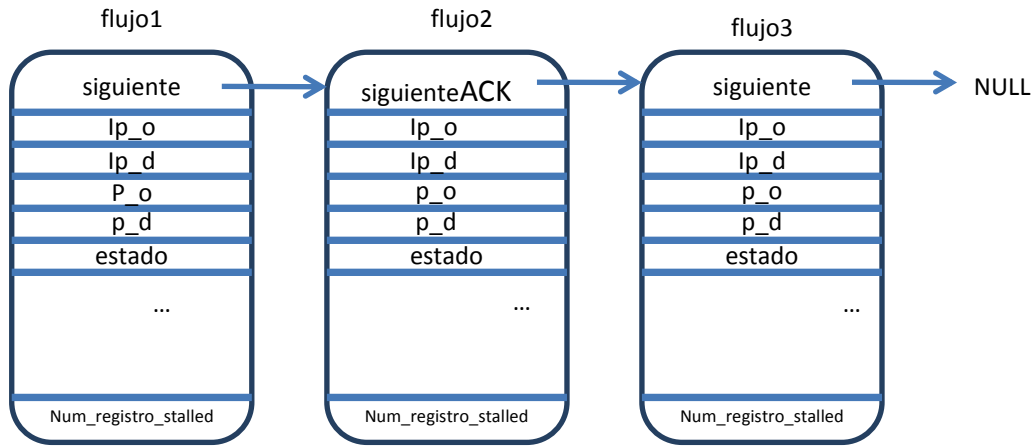 flujo1
siguiente
Ip_o
Ip_d
P_o
p_d
estado
...
Num_registro_stalled
flujo2
siguienteACK
Ip_o
Ip_d
p_o
p_d
estado
...
Num_registro_stalled
flujo3
siguiente
Ip_o
Ip_d
p_o
p_d
estado
...
Num_registro_stalled
NULL